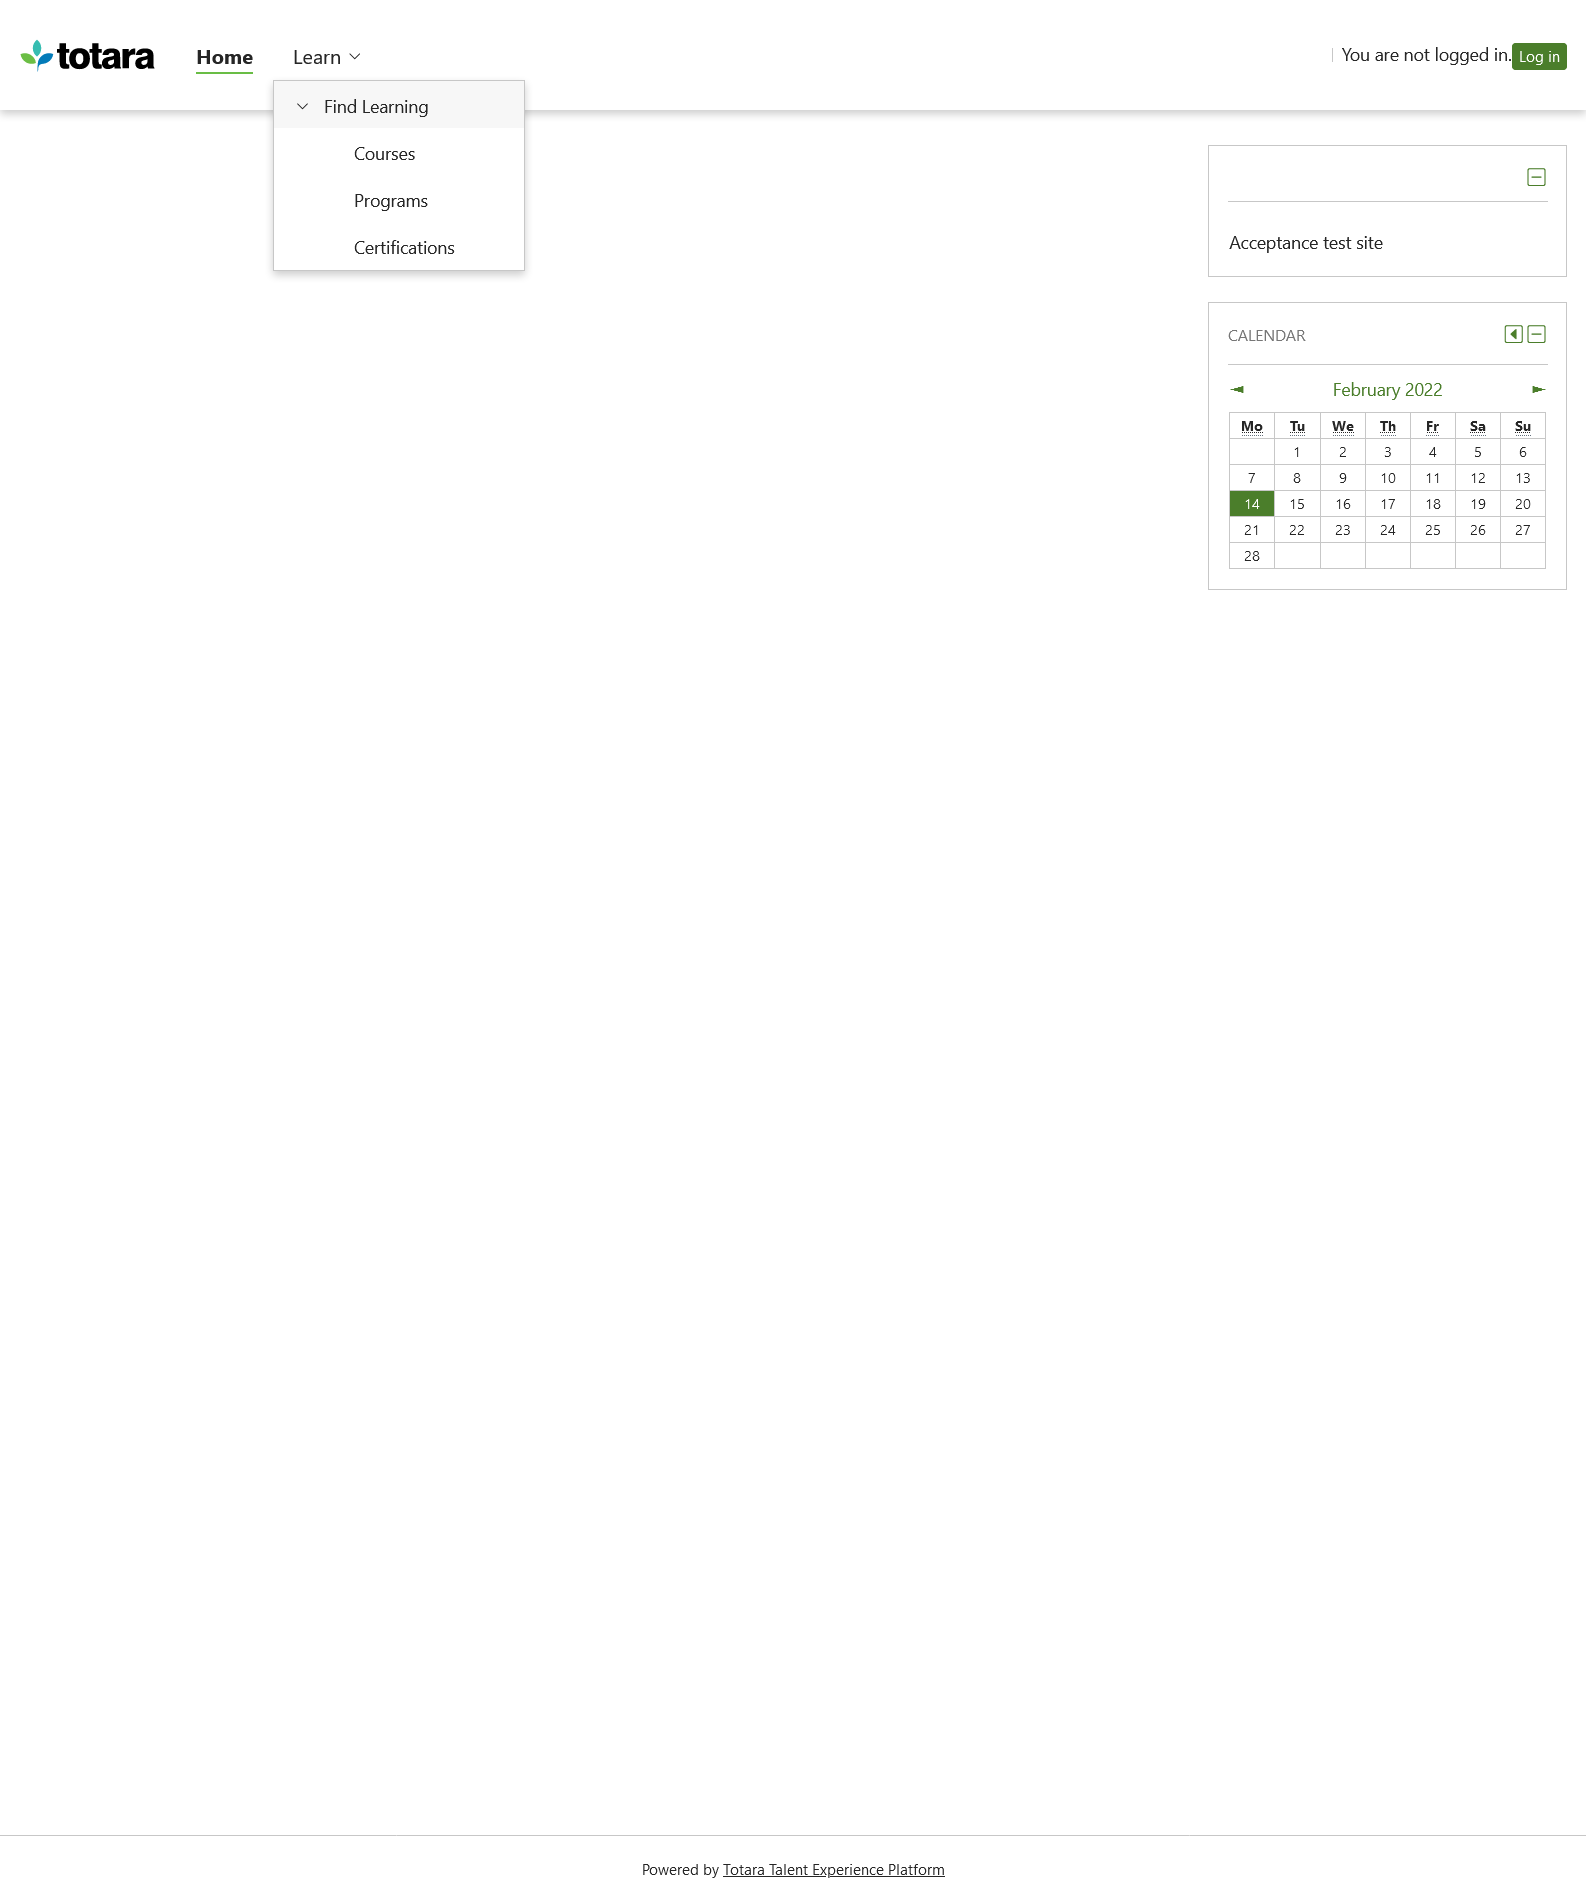 totara
Home Learn
You are not logged in. Log in
Find Learning
Courses
Programs
Certifications
Acceptance test site
CALENDAR
February 2022
Mo Tu We Th Fr Sa Su
1 2 3 4 5 6
7 8 9 10 11 12 13
14 15 16 17 18 19 20
21 22 23 24 25 26 27
28
Powered by Totara Talent Experience Platform